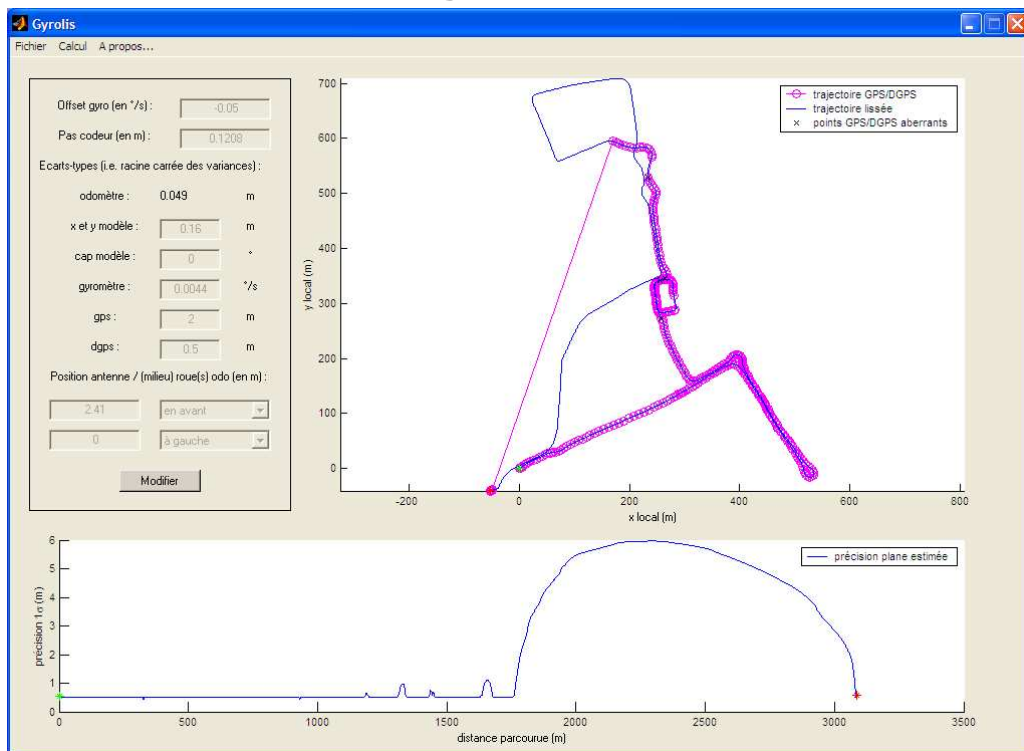 Gyrolis
Fichier Calcul A propos...
Offset gyro (en °/s) : -0.05
Pas codeur (en m) : 0.1208
Ecarts-types (i.e. racine carrée des variances) :
odomètre : 0.049 m
x et y modèle : 0.16 m
cap modèle : 0 °
gyromètre : 0.0044 °/s
gps : 2 m
dgps : 0.5 m
Position antenne / (milieu) roue(s) odo (en m) :
2.41 en avant
0 à gauche
Modifier
trajectoire GPS/DGPS
trajectoire lissée
points GPS/DGPS aberrants
y local (m)
700
600
500
400
300
200
100
0
-200 0 200 400 600 800
x local (m)
précision plane estimée
précision 1σ (m)
6
5
4
3
2
1
0
0 500 1000 1500 2000 2500 3000 3500
distance parcourue (m)